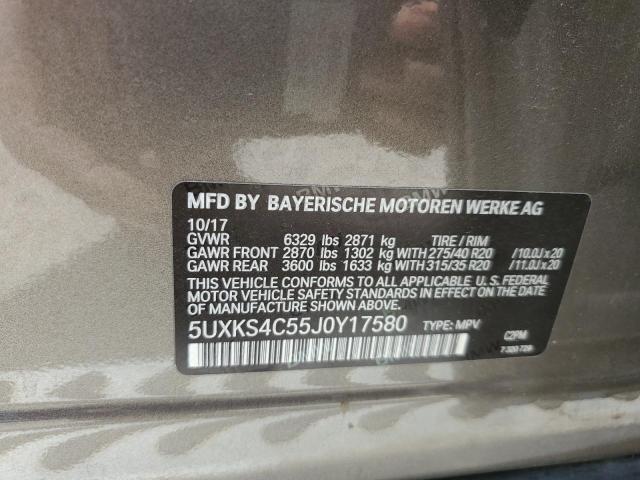 MFD BY BAYERISCHE MOTOREN WERKE AG
10/17
GVWR 6329 lbs 2871 kg TIRE / RIM
GAWR FRONT 2870 lbs 1302 kg WITH 275/40 R20 /10.0J x 20
GAWR REAR 3600 lbs 1633 kg WITH 315/35 R20 /11.0J x 20
THIS VEHICLE CONFORMS TO ALL APPLICABLE U.S. FEDERAL
MOTOR VEHICLE SAFETY STANDARDS IN EFFECT ON THE DATE
OF MANUFACTURE SHOWN ABOVE.
5UXKS4C55J0Y17580 TYPE: MPV C2PM